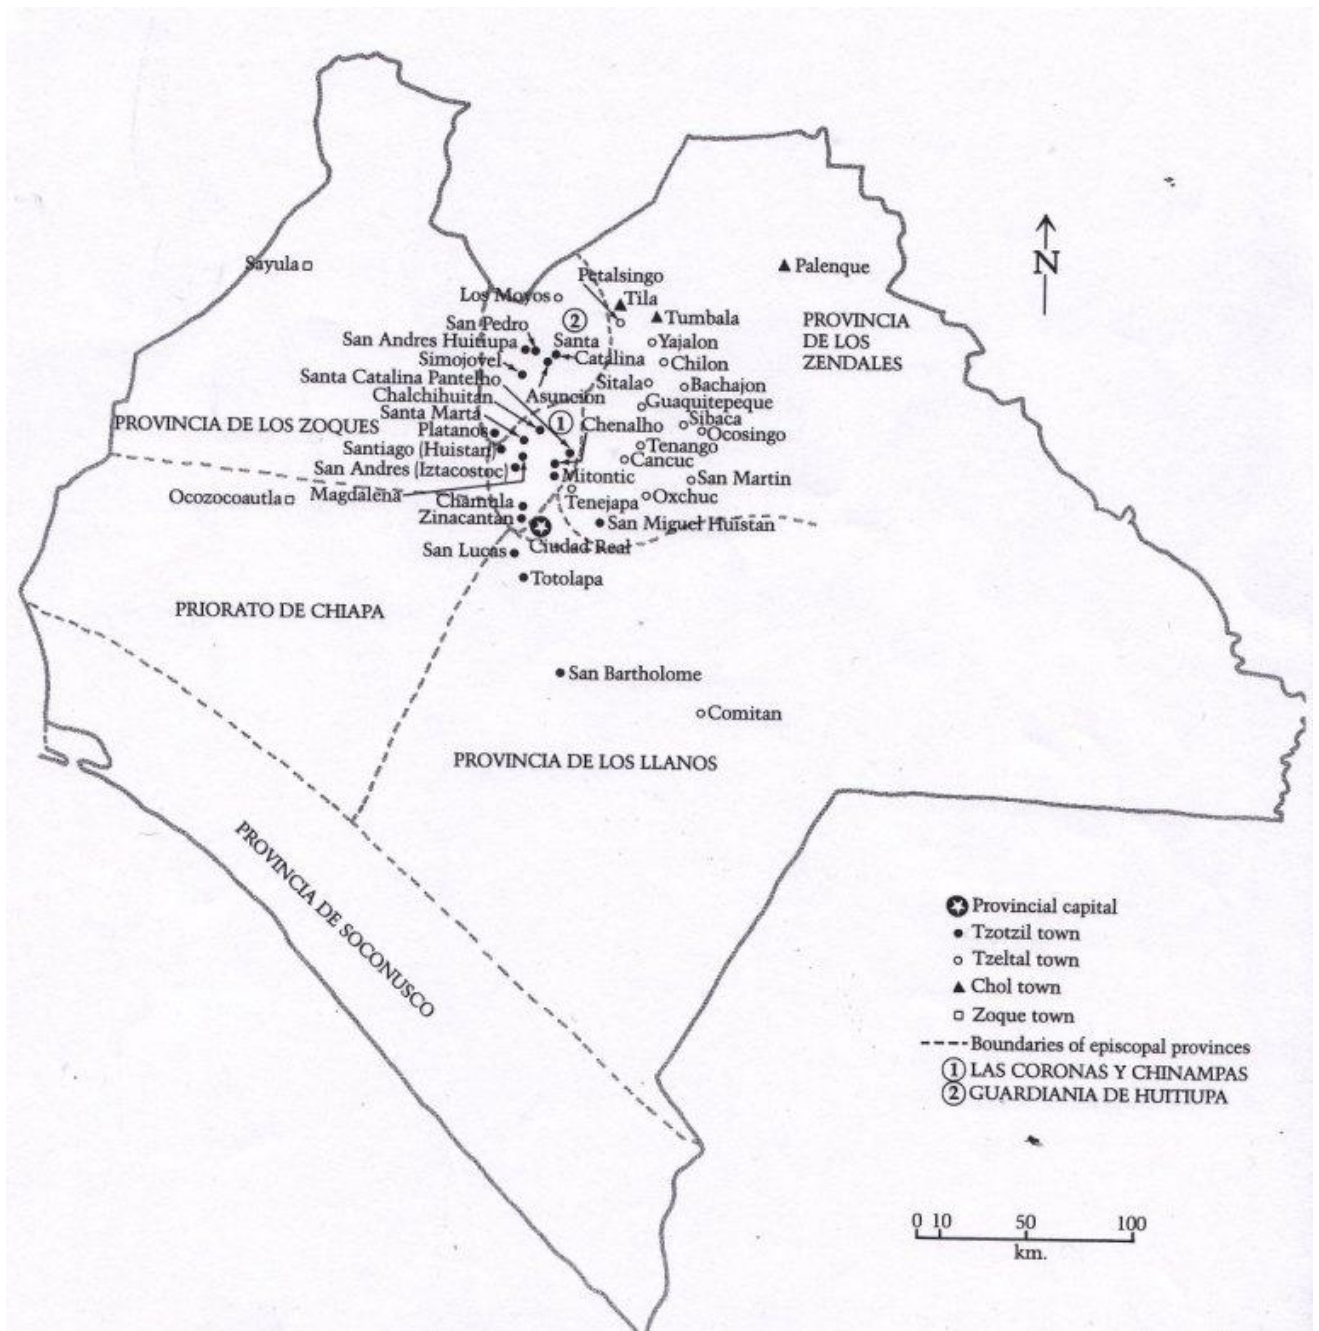 Sayula
Palenque
N
Petalsingo
Tila
Los Moyos
2
Tumbala
PROVINCIA
DE LOS
ZENDALES
San Pedro
San Andres Huitiupa
Santa
Catalina
Yajalon
Simojovel
Chilon
Santa Catalina Pantelho
Sitala
Bachajon
Chalchihuitan
Asuncion
Guaquitepeque
Santa Marta
1
Chenalho
Sibaca
PROVINCIA DE LOS ZOQUES
Platanos
Ocosingo
Santiago (Huistan)
Tenango
Cancuc
San Andres (Iztacostoc)
Mitontic
San Martin
Ocozocoautla
Magdalena
Chamula
Tenejapa
Oxchuc
Zinacantan
San Miguel Huistan
San Lucas
Ciudad Real
Totolapa
PRIORATO DE CHIAPA
San Bartholome
Comitan
PROVINCIA DE LOS LLANOS
PROVINCIA DE SOCONUSCO
Provincial capital
Tzotzil town
Tzeltal town
Chol town
Zoque town
Boundaries of episcopal provinces
1 LAS CORONAS Y CHINAMPAS
2 GUARDIANIA DE HUITIUPA
0 10 50 100
km.